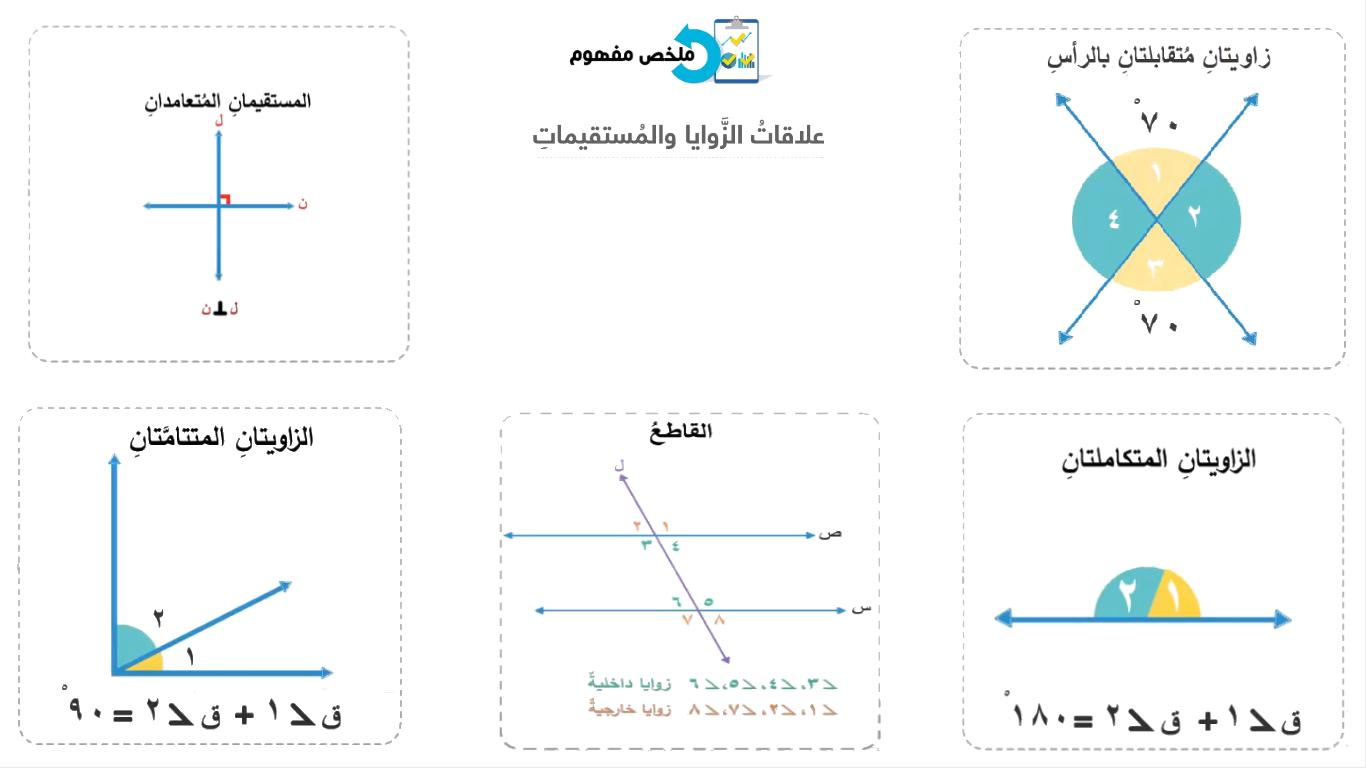 ملخص مفهوم
علاقاتُ الزَّوايا والمُستقيماتِ
زاويتانِ مُتقابلتانِ بالرأسِ
٧٠°
١
٤ ٢
٣
٧٠°
المستقيمانِ المُتعامدانِ
ل
ن
ل ⊥ ن
الزاويتانِ المتكاملتانِ
٢ ١
ق∠١ + ق∠٢ = ١٨٠°
القاطعُ
ل
٢ ١
ص
٣ ٤
٦ ٥
س
٧ ٨
∠٣، ∠٤، ∠٥، ∠٦ زوايا داخليةٌ
∠١، ∠٢، ∠٧، ∠٨ زوايا خارجيةٌ
الزاويتانِ المتتامَّتانِ
٢
١
ق∠١ + ق∠٢ = ٩٠°